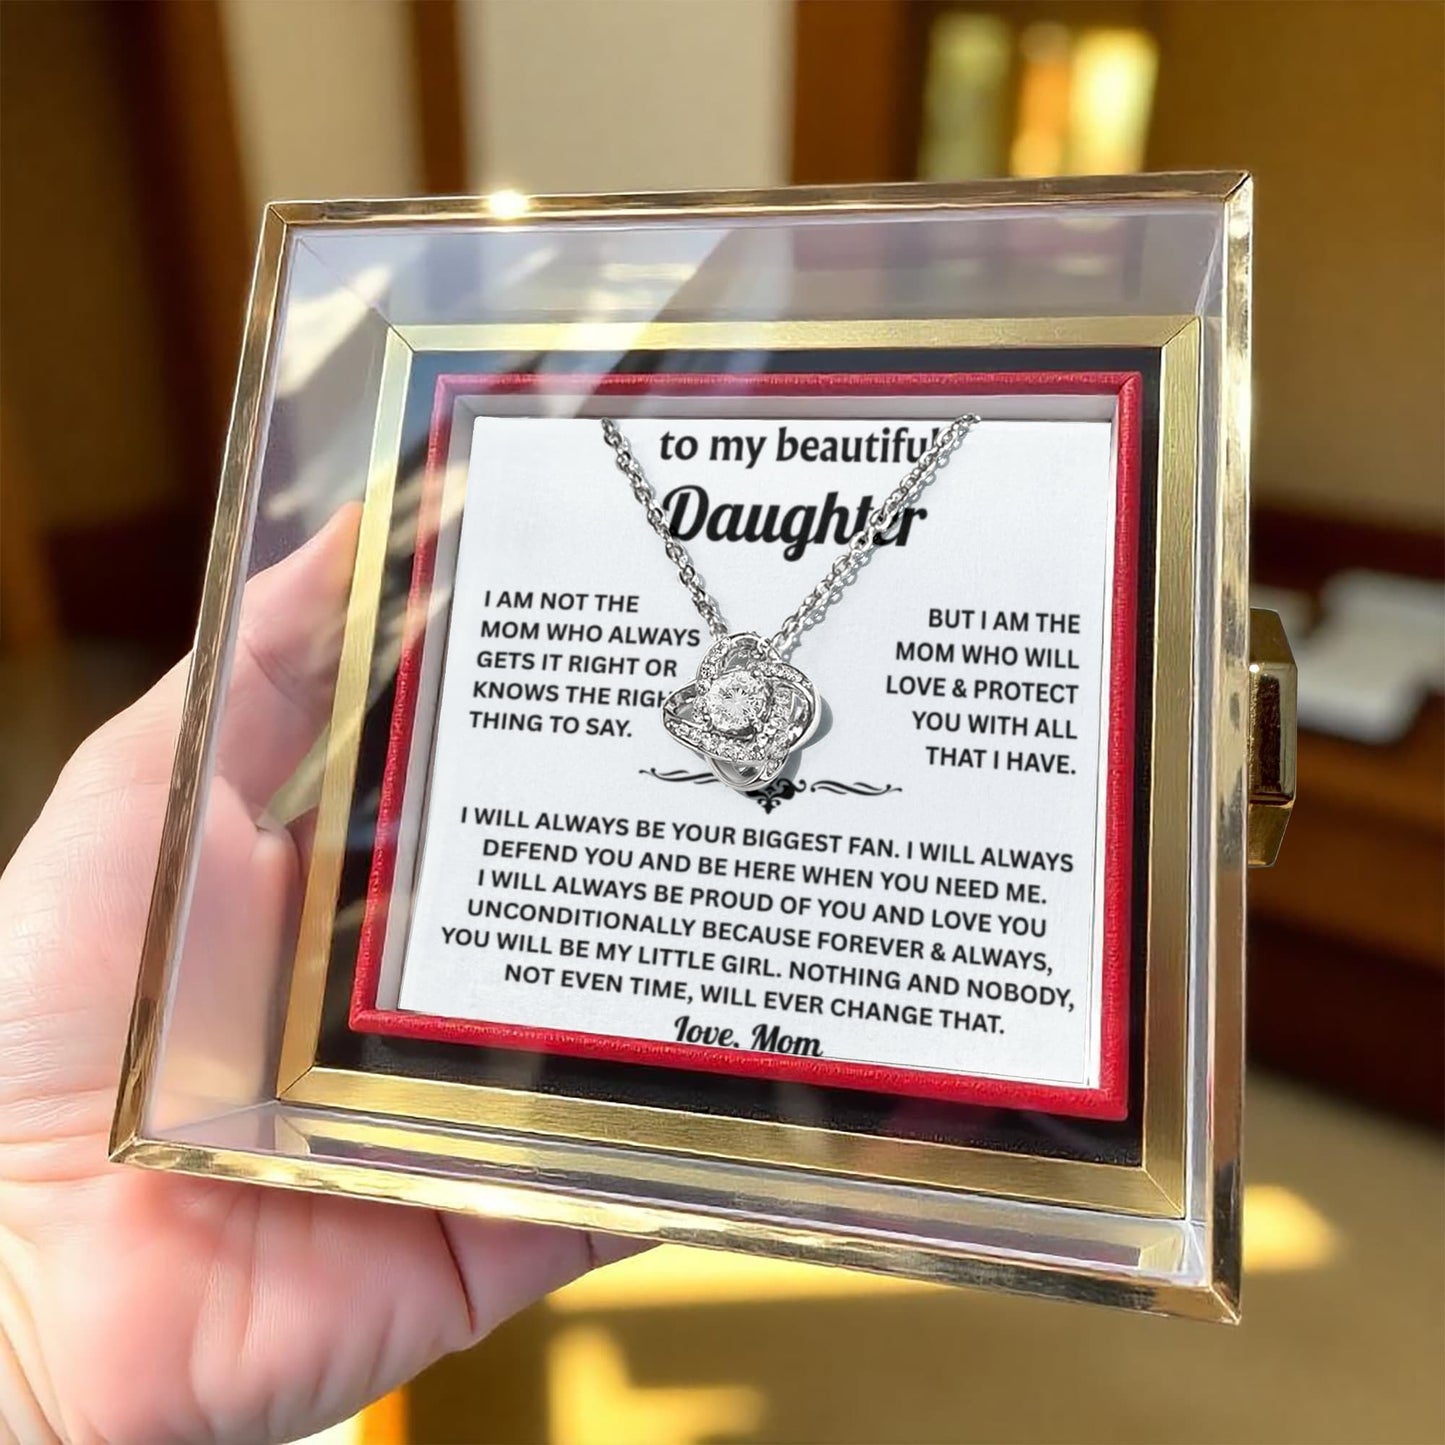 to my beautiful
Daughter
I AM NOT THE
MOM WHO ALWAYS
GETS IT RIGHT OR
KNOWS THE RIGH
THING TO SAY.
BUT I AM THE
MOM WHO WILL
LOVE & PROTECT
YOU WITH ALL
THAT I HAVE.
I WILL ALWAYS BE YOUR BIGGEST FAN. I WILL ALWAYS
DEFEND YOU AND BE HERE WHEN YOU NEED ME.
I WILL ALWAYS BE PROUD OF YOU AND LOVE YOU
UNCONDITIONALLY BECAUSE FOREVER & ALWAYS,
YOU WILL BE MY LITTLE GIRL. NOTHING AND NOBODY,
NOT EVEN TIME, WILL EVER CHANGE THAT.
love, Mom